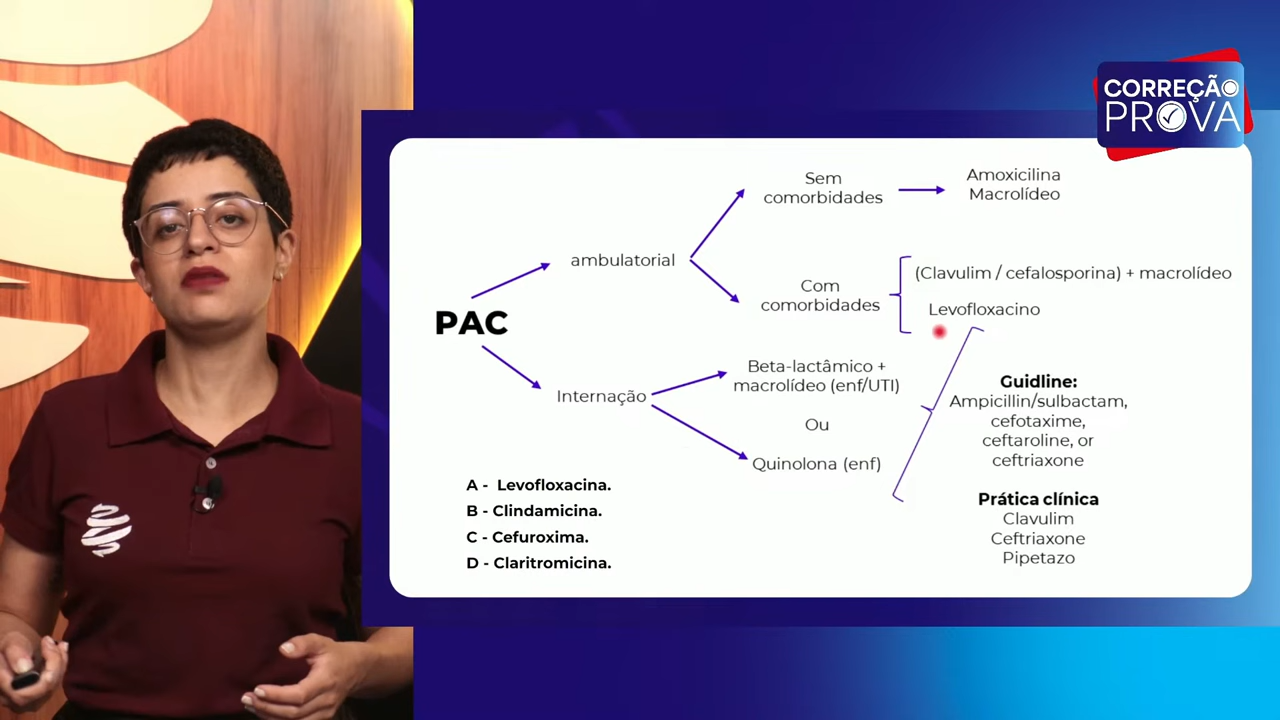 CORREÇÃO
PROVA
Sem
comorbidades
Amoxicilina
Macrolídeo
ambulatorial
Com
comorbidades
(Clavulim / cefalosporina) + macrolídeo
Levofloxacino
PAC
Internação
Beta-lactâmico +
macrolídeo (enf/UTI)
Ou
Quinolona (enf)
Guidline:
Ampicillin/sulbactam,
cefotaxime,
ceftaroline, or
ceftriaxone
Prática clínica
Clavulim
Ceftriaxone
Pipetazo
A - Levofloxacina.
B - Clindamicina.
C - Cefuroxima.
D - Claritromicina.